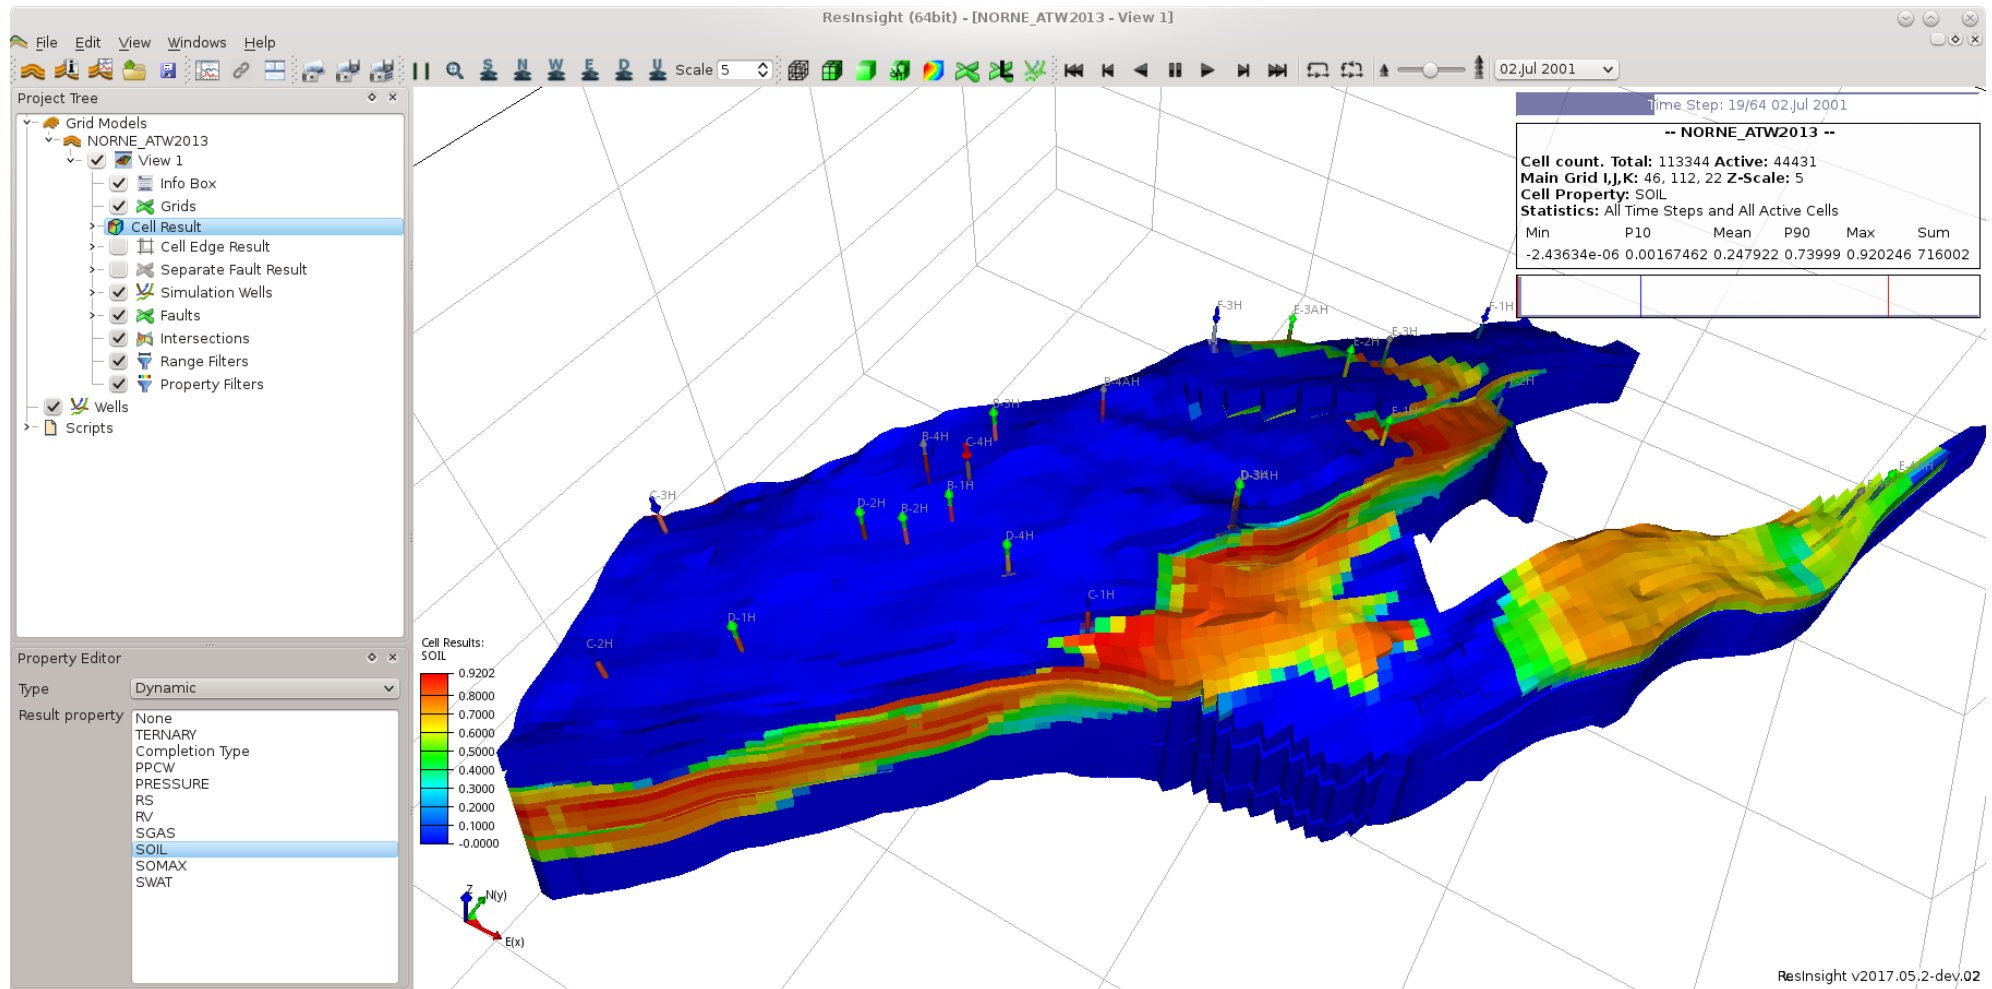 ResInsight (64bit) - [NORNE_ATW2013 - View 1]
File Edit View Windows Help
S N W E D U Scale 5 02.Jul 2001
Project Tree
Grid Models
NORNE_ATW2013
View 1
Info Box
Grids
Cell Result
Cell Edge Result
Separate Fault Result
Simulation Wells
Faults
Intersections
Range Filters
Property Filters
Wells
Scripts
Property Editor
Type Dynamic
Result property
None
TERNARY
Completion Type
PPCW
PRESSURE
RS
RV
SGAS
SOIL
SOMAX
SWAT
Time Step: 19/64 02.Jul 2001
-- NORNE_ATW2013 --
Cell count. Total: 113344 Active: 44431
Main Grid I,J,K: 46, 112, 22 Z-Scale: 5
Cell Property: SOIL
Statistics: All Time Steps and All Active Cells
Min P10 Mean P90 Max Sum
-2.43634e-06 0.00167462 0.247922 0.73999 0.920246 716002
F-3H
E-3AH
F-1H
E-3H
E-2H
B-4AH
B-3H
E-1H
B-4H
C-4H
D-3AH
B-1H
C-3H
D-2H
B-2H
D-4H
C-1H
D-1H
C-2H
Cell Results:
SOIL
0.9202
0.8000
0.7000
0.6000
0.5000
0.4000
0.3000
0.2000
0.1000
-0.0000
Z
N(y)
E(x)
ResInsight v2017.05.2-dev.02